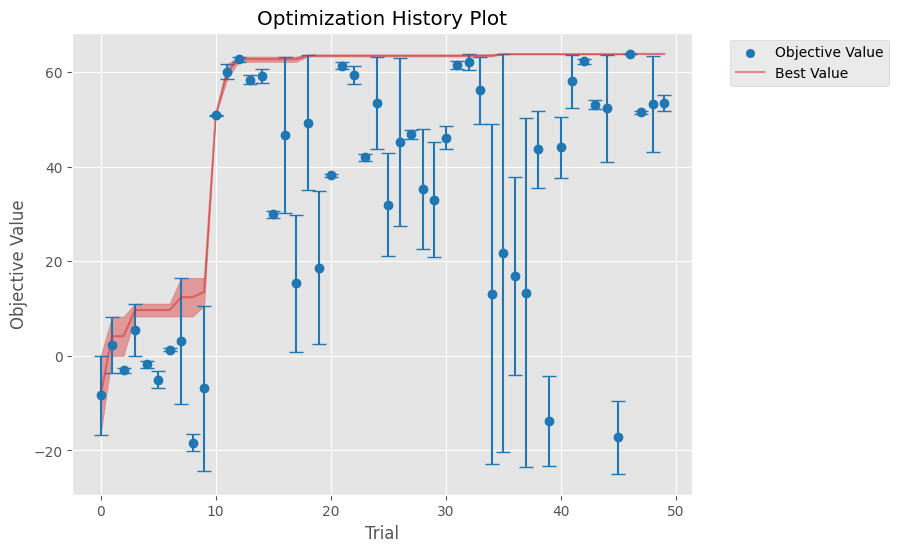 Optimization History Plot
Objective Value
Best Value
Objective Value
60
40
20
0
−20
0 10 20 30 40 50
Trial